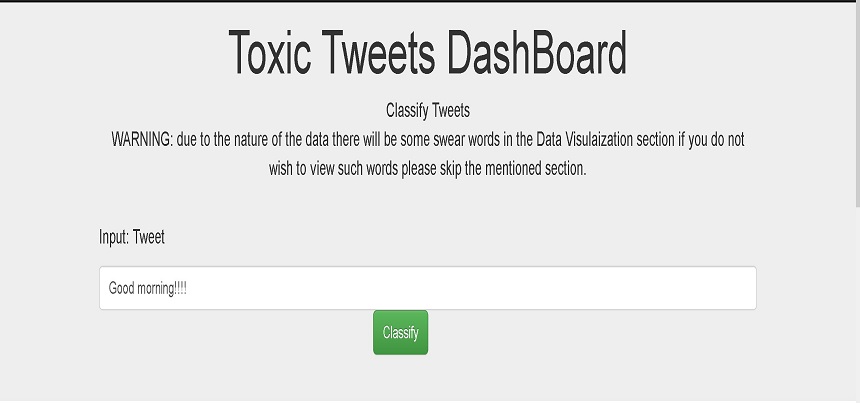 Toxic Tweets DashBoard
Classify Tweets
WARNING: due to the nature of the data there will be some swear words in the Data Visulaization section if you do not
wish to view such words please skip the mentioned section.
Input: Tweet
Good morning!!!!
Classify